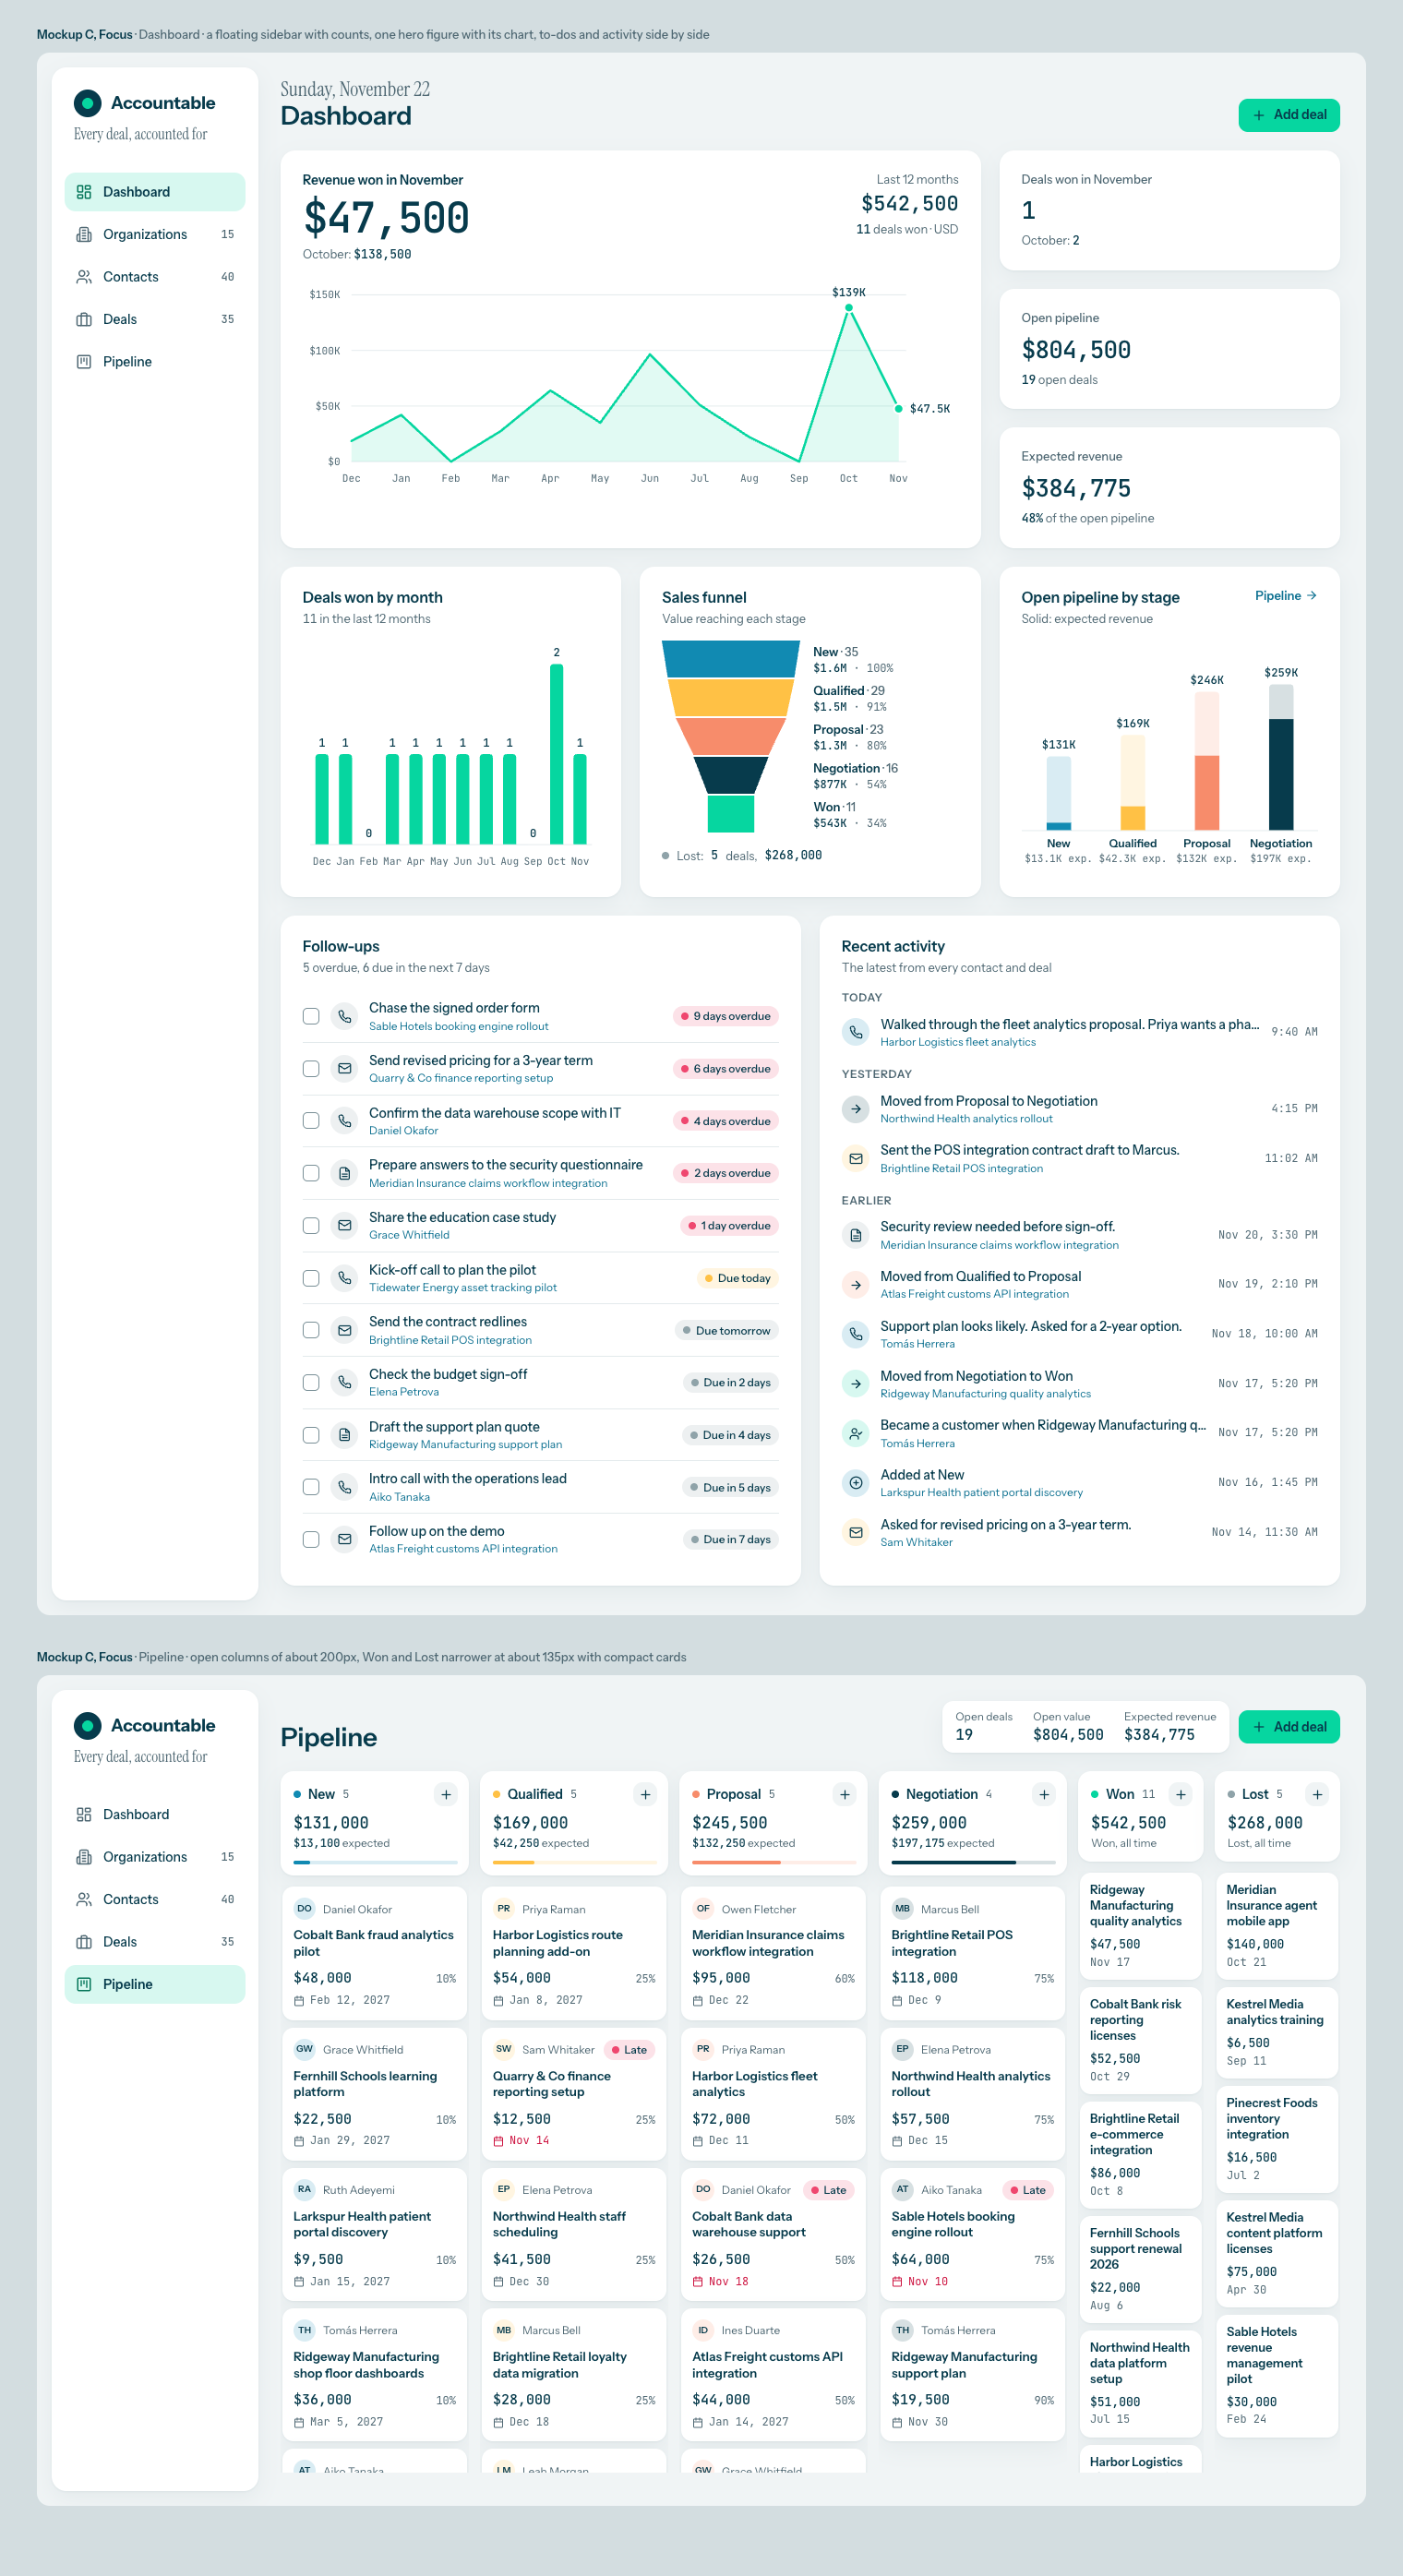 Mockup C, Focus · Dashboard · a floating sidebar with counts, one hero figure with its chart, to-dos and activity side by side
Accountable
Every deal, accounted for
Dashboard
Organizations 15
Contacts 40
Deals 35
Pipeline
Sunday, November 22
Dashboard
+ Add deal
Revenue won in November
$47,500
October: $138,500
Last 12 months
$542,500
11 deals won · USD
$150K
$100K
$50K
$0
$139K
$47.5K
Dec Jan Feb Mar Apr May Jun Jul Aug Sep Oct Nov
Deals won in November
1
October: 2
Open pipeline
$804,500
19 open deals
Expected revenue
$384,775
48% of the open pipeline
Deals won by month
11 in the last 12 months
1 1 0 1 1 1 1 1 1 0 2 1
Dec Jan Feb Mar Apr May Jun Jul Aug Sep Oct Nov
Sales funnel
Value reaching each stage
New · 35
$1.6M · 100%
Qualified · 29
$1.5M · 91%
Proposal · 23
$1.3M · 80%
Negotiation · 16
$877K · 54%
Won · 11
$543K · 34%
Lost: 5 deals, $268,000
Open pipeline by stage
Pipeline →
Solid: expected revenue
$131K $169K $246K $259K
New Qualified Proposal Negotiation
$13.1K exp. $42.3K exp. $132K exp. $197K exp.
Follow-ups
5 overdue, 6 due in the next 7 days
Chase the signed order form
Sable Hotels booking engine rollout
9 days overdue
Send revised pricing for a 3-year term
Quarry & Co finance reporting setup
6 days overdue
Confirm the data warehouse scope with IT
Daniel Okafor
4 days overdue
Prepare answers to the security questionnaire
Meridian Insurance claims workflow integration
2 days overdue
Share the education case study
Grace Whitfield
1 day overdue
Kick-off call to plan the pilot
Tidewater Energy asset tracking pilot
Due today
Send the contract redlines
Brightline Retail POS integration
Due tomorrow
Check the budget sign-off
Elena Petrova
Due in 2 days
Draft the support plan quote
Ridgeway Manufacturing support plan
Due in 4 days
Intro call with the operations lead
Aiko Tanaka
Due in 5 days
Follow up on the demo
Atlas Freight customs API integration
Due in 7 days
Recent activity
The latest from every contact and deal
TODAY
Walked through the fleet analytics proposal. Priya wants a pha... 9:40 AM
Harbor Logistics fleet analytics
YESTERDAY
Moved from Proposal to Negotiation 4:15 PM
Northwind Health analytics rollout
Sent the POS integration contract draft to Marcus. 11:02 AM
Brightline Retail POS integration
EARLIER
Security review needed before sign-off. Nov 20, 3:30 PM
Meridian Insurance claims workflow integration
Moved from Qualified to Proposal Nov 19, 2:10 PM
Atlas Freight customs API integration
Support plan looks likely. Asked for a 2-year option. Nov 18, 10:00 AM
Tomás Herrera
Moved from Negotiation to Won Nov 17, 5:20 PM
Ridgeway Manufacturing quality analytics
Became a customer when Ridgeway Manufacturing q... Nov 17, 5:20 PM
Tomás Herrera
Added at New Nov 16, 1:45 PM
Larkspur Health patient portal discovery
Asked for revised pricing on a 3-year term. Nov 14, 11:30 AM
Sam Whitaker
Mockup C, Focus · Pipeline · open columns of about 200px, Won and Lost narrower at about 135px with compact cards
Accountable
Every deal, accounted for
Dashboard
Organizations 15
Contacts 40
Deals 35
Pipeline
Pipeline
Open deals
19
Open value
$804,500
Expected revenue
$384,775
+ Add deal
New 5 +
$131,000
$13,100 expected
DO Daniel Okafor
Cobalt Bank fraud analytics
pilot
$48,000 10%
Feb 12, 2027
GW Grace Whitfield
Fernhill Schools learning
platform
$22,500 10%
Jan 29, 2027
RA Ruth Adeyemi
Larkspur Health patient
portal discovery
$9,500 10%
Jan 15, 2027
TH Tomás Herrera
Ridgeway Manufacturing
shop floor dashboards
$36,000 10%
Mar 5, 2027
AT Aiko Tanaka
Qualified 5 +
$169,000
$42,250 expected
PR Priya Raman
Harbor Logistics route
planning add-on
$54,000 25%
Jan 8, 2027
SW Sam Whitaker Late
Quarry & Co finance
reporting setup
$12,500 25%
Nov 14
EP Elena Petrova
Northwind Health staff
scheduling
$41,500 25%
Dec 30
MB Marcus Bell
Brightline Retail loyalty
data migration
$28,000 25%
Dec 18
LM Leah Morgan
Proposal 5 +
$245,500
$132,250 expected
OF Owen Fletcher
Meridian Insurance claims
workflow integration
$95,000 60%
Dec 22
PR Priya Raman
Harbor Logistics fleet
analytics
$72,000 50%
Dec 11
DO Daniel Okafor Late
Cobalt Bank data
warehouse support
$26,500 50%
Nov 18
ID Ines Duarte
Atlas Freight customs API
integration
$44,000 50%
Jan 14, 2027
GW Grace Whitfield
Negotiation 4 +
$259,000
$197,175 expected
MB Marcus Bell
Brightline Retail POS
integration
$118,000 75%
Dec 9
EP Elena Petrova
Northwind Health analytics
rollout
$57,500 75%
Dec 15
AT Aiko Tanaka Late
Sable Hotels booking
engine rollout
$64,000 75%
Nov 10
TH Tomás Herrera
Ridgeway Manufacturing
support plan
$19,500 90%
Nov 30
Won 11 +
$542,500
Won, all time
Ridgeway
Manufacturing
quality analytics
$47,500
Nov 17
Cobalt Bank risk
reporting
licenses
$52,500
Oct 29
Brightline Retail
e-commerce
integration
$86,000
Oct 8
Fernhill Schools
support renewal
2026
$22,000
Aug 6
Northwind Health
data platform
setup
$51,000
Jul 15
Harbor Logistics
Lost 5 +
$268,000
Lost, all time
Meridian
Insurance agent
mobile app
$140,000
Oct 21
Kestrel Media
analytics training
$6,500
Sep 11
Pinecrest Foods
inventory
integration
$16,500
Jul 2
Kestrel Media
content platform
licenses
$75,000
Apr 30
Sable Hotels
revenue
management
pilot
$30,000
Feb 24